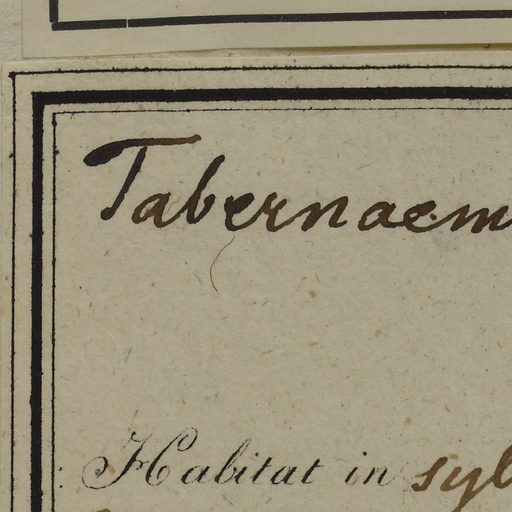 Tabernaem
Habitat in syl